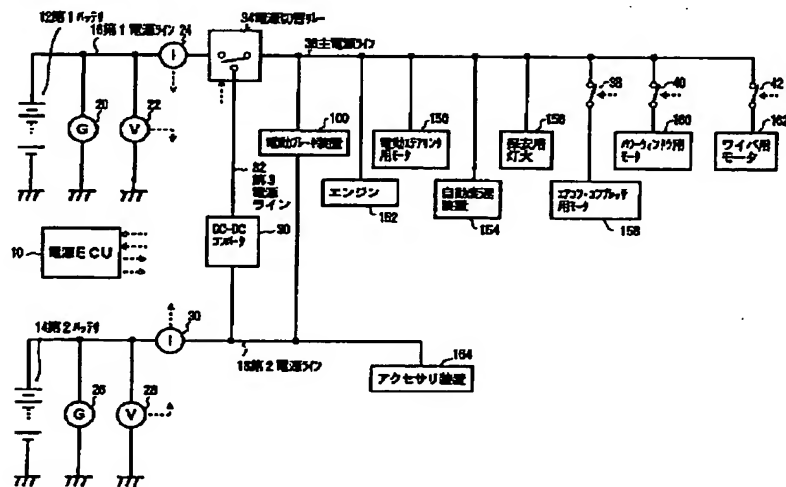 12第1バッテリ
16第1電源ライン
24
34電源切替リレー
36主電源ライン
I
20
G
22
V
100
電動ブレーキ装置
150
電動ステアリング
用モータ
156
保安用
灯火
38
40
42
160
パワーウィンドウ用
モータ
162
ワイパ用
モータ
32
第3
電源
ライン
エンジン
152
自動変速
装置
154
エアコン・コンプレッサ
用モータ
158
DC-DC
コンバータ
10
電源ECU
14第2バッテリ
30
I
18第2電源ライン
164
アクセサリ装置
26
G
28
V